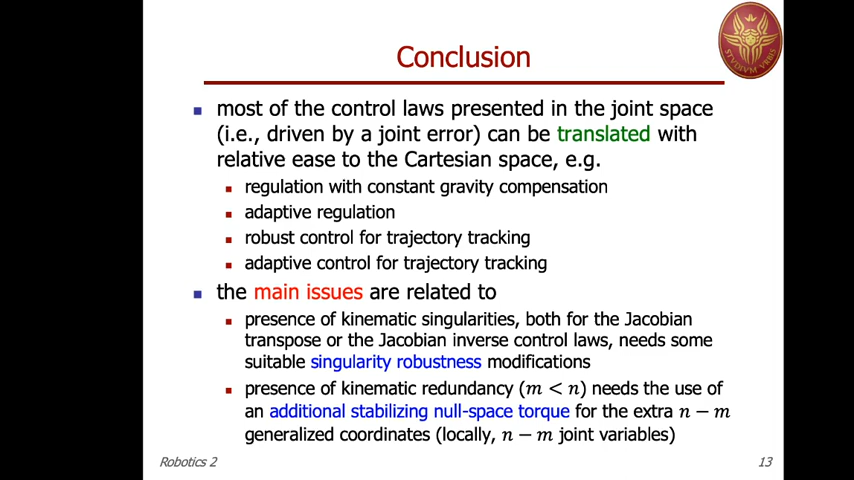 Conclusion
STVDIVM VRBIS
most of the control laws presented in the joint space
(i.e., driven by a joint error) can be translated with
relative ease to the Cartesian space, e.g.
regulation with constant gravity compensation
adaptive regulation
robust control for trajectory tracking
adaptive control for trajectory tracking
the main issues are related to
presence of kinematic singularities, both for the Jacobian
transpose or the Jacobian inverse control laws, needs some
suitable singularity robustness modifications
presence of kinematic redundancy (m < n) needs the use of
an additional stabilizing null-space torque for the extra n − m
generalized coordinates (locally, n − m joint variables)
Robotics 2
13